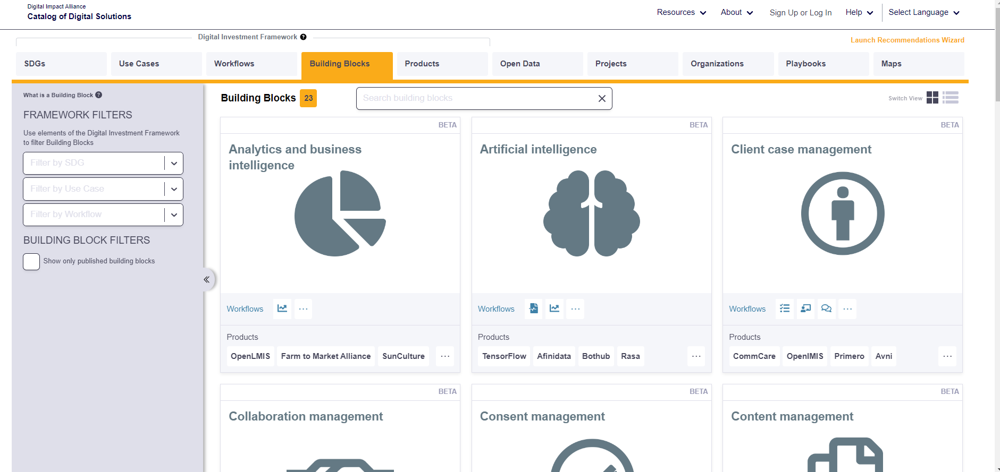 Digital Impact Alliance
Catalog of Digital Solutions
Resources
About
Sign Up or Log In
Help
Select Language
Digital Investment Framework ?
Launch Recommendations Wizard
SDGs
Use Cases
Workflows
Building Blocks
Products
Open Data
Projects
Organizations
Playbooks
Maps
What is a Building Block ?
FRAMEWORK FILTERS
Use elements of the Digital Investment Framework
to filter Building Blocks
Filter by SDG
Filter by Use Case
Filter by Workflow
BUILDING BLOCK FILTERS
Show only published building blocks
Building Blocks 23
Search building blocks
Switch View
BETA
Analytics and business
intelligence
Workflows
...
Products
OpenLMIS
Farm to Market Alliance
SunCulture
...
BETA
Artificial intelligence
Workflows
...
Products
TensorFlow
Afinidata
Bothub
Rasa
...
BETA
Client case management
Workflows
...
Products
CommCare
OpenIMIS
Primero
Avni
...
BETA
Collaboration management
BETA
Consent management
BETA
Content management